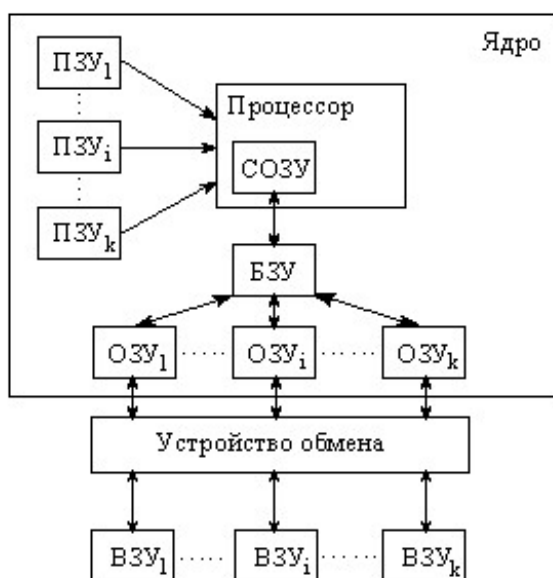 Ядро
ПЗУ1
Процессор
ПЗУi
СОЗУ
ПЗУk
БЗУ
ОЗУ1 ОЗУi ОЗУk
Устройство обмена
ВЗУ1 ВЗУi ВЗУk